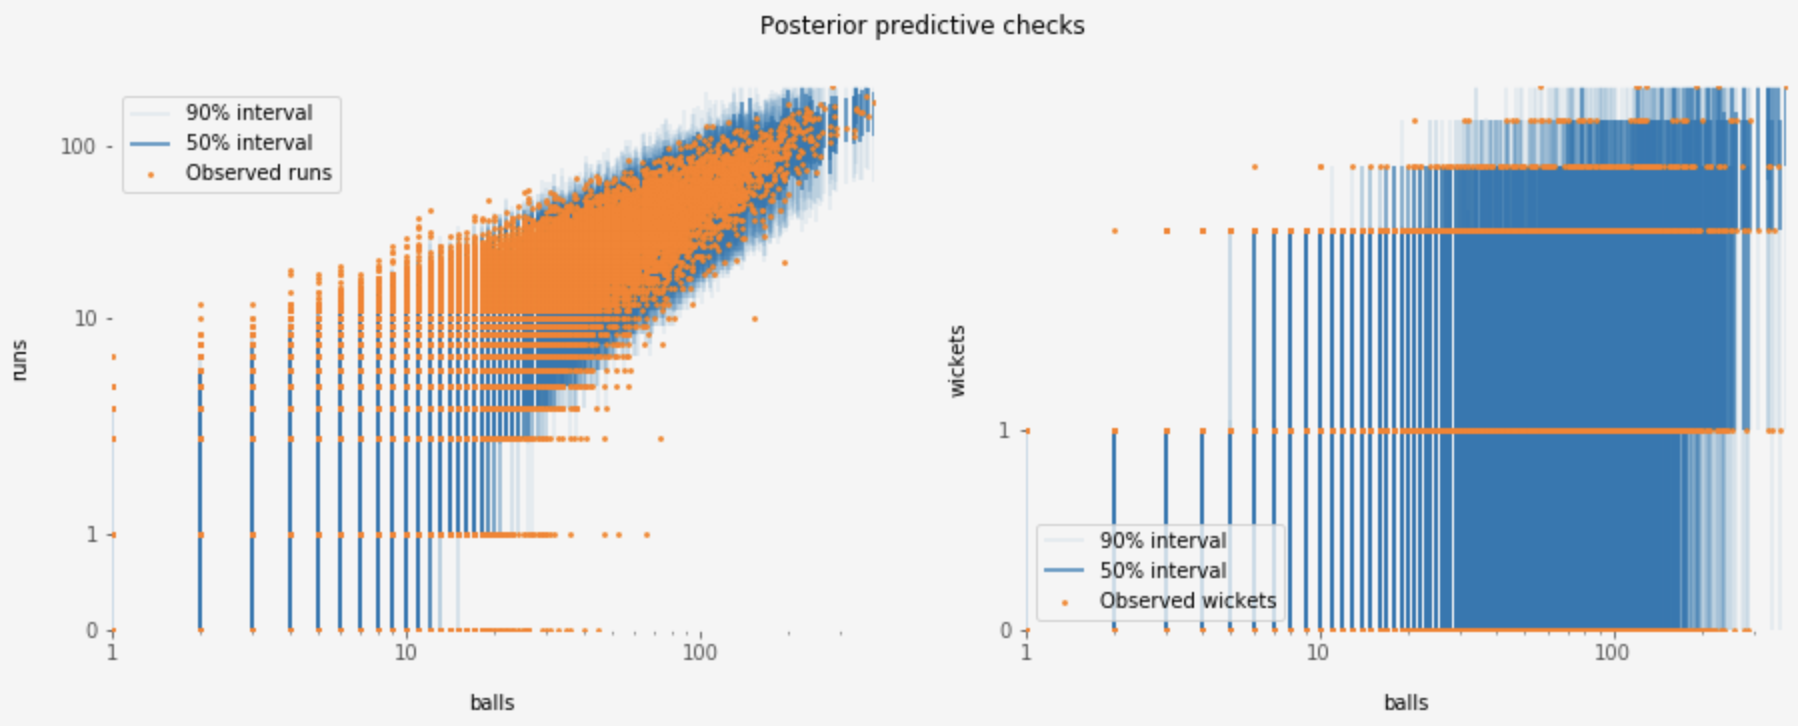 Posterior predictive checks
90% interval
50% interval
Observed runs
100
10
1
0
runs
1
10
100
balls
1
0
wickets
90% interval
50% interval
Observed wickets
1
10
100
balls